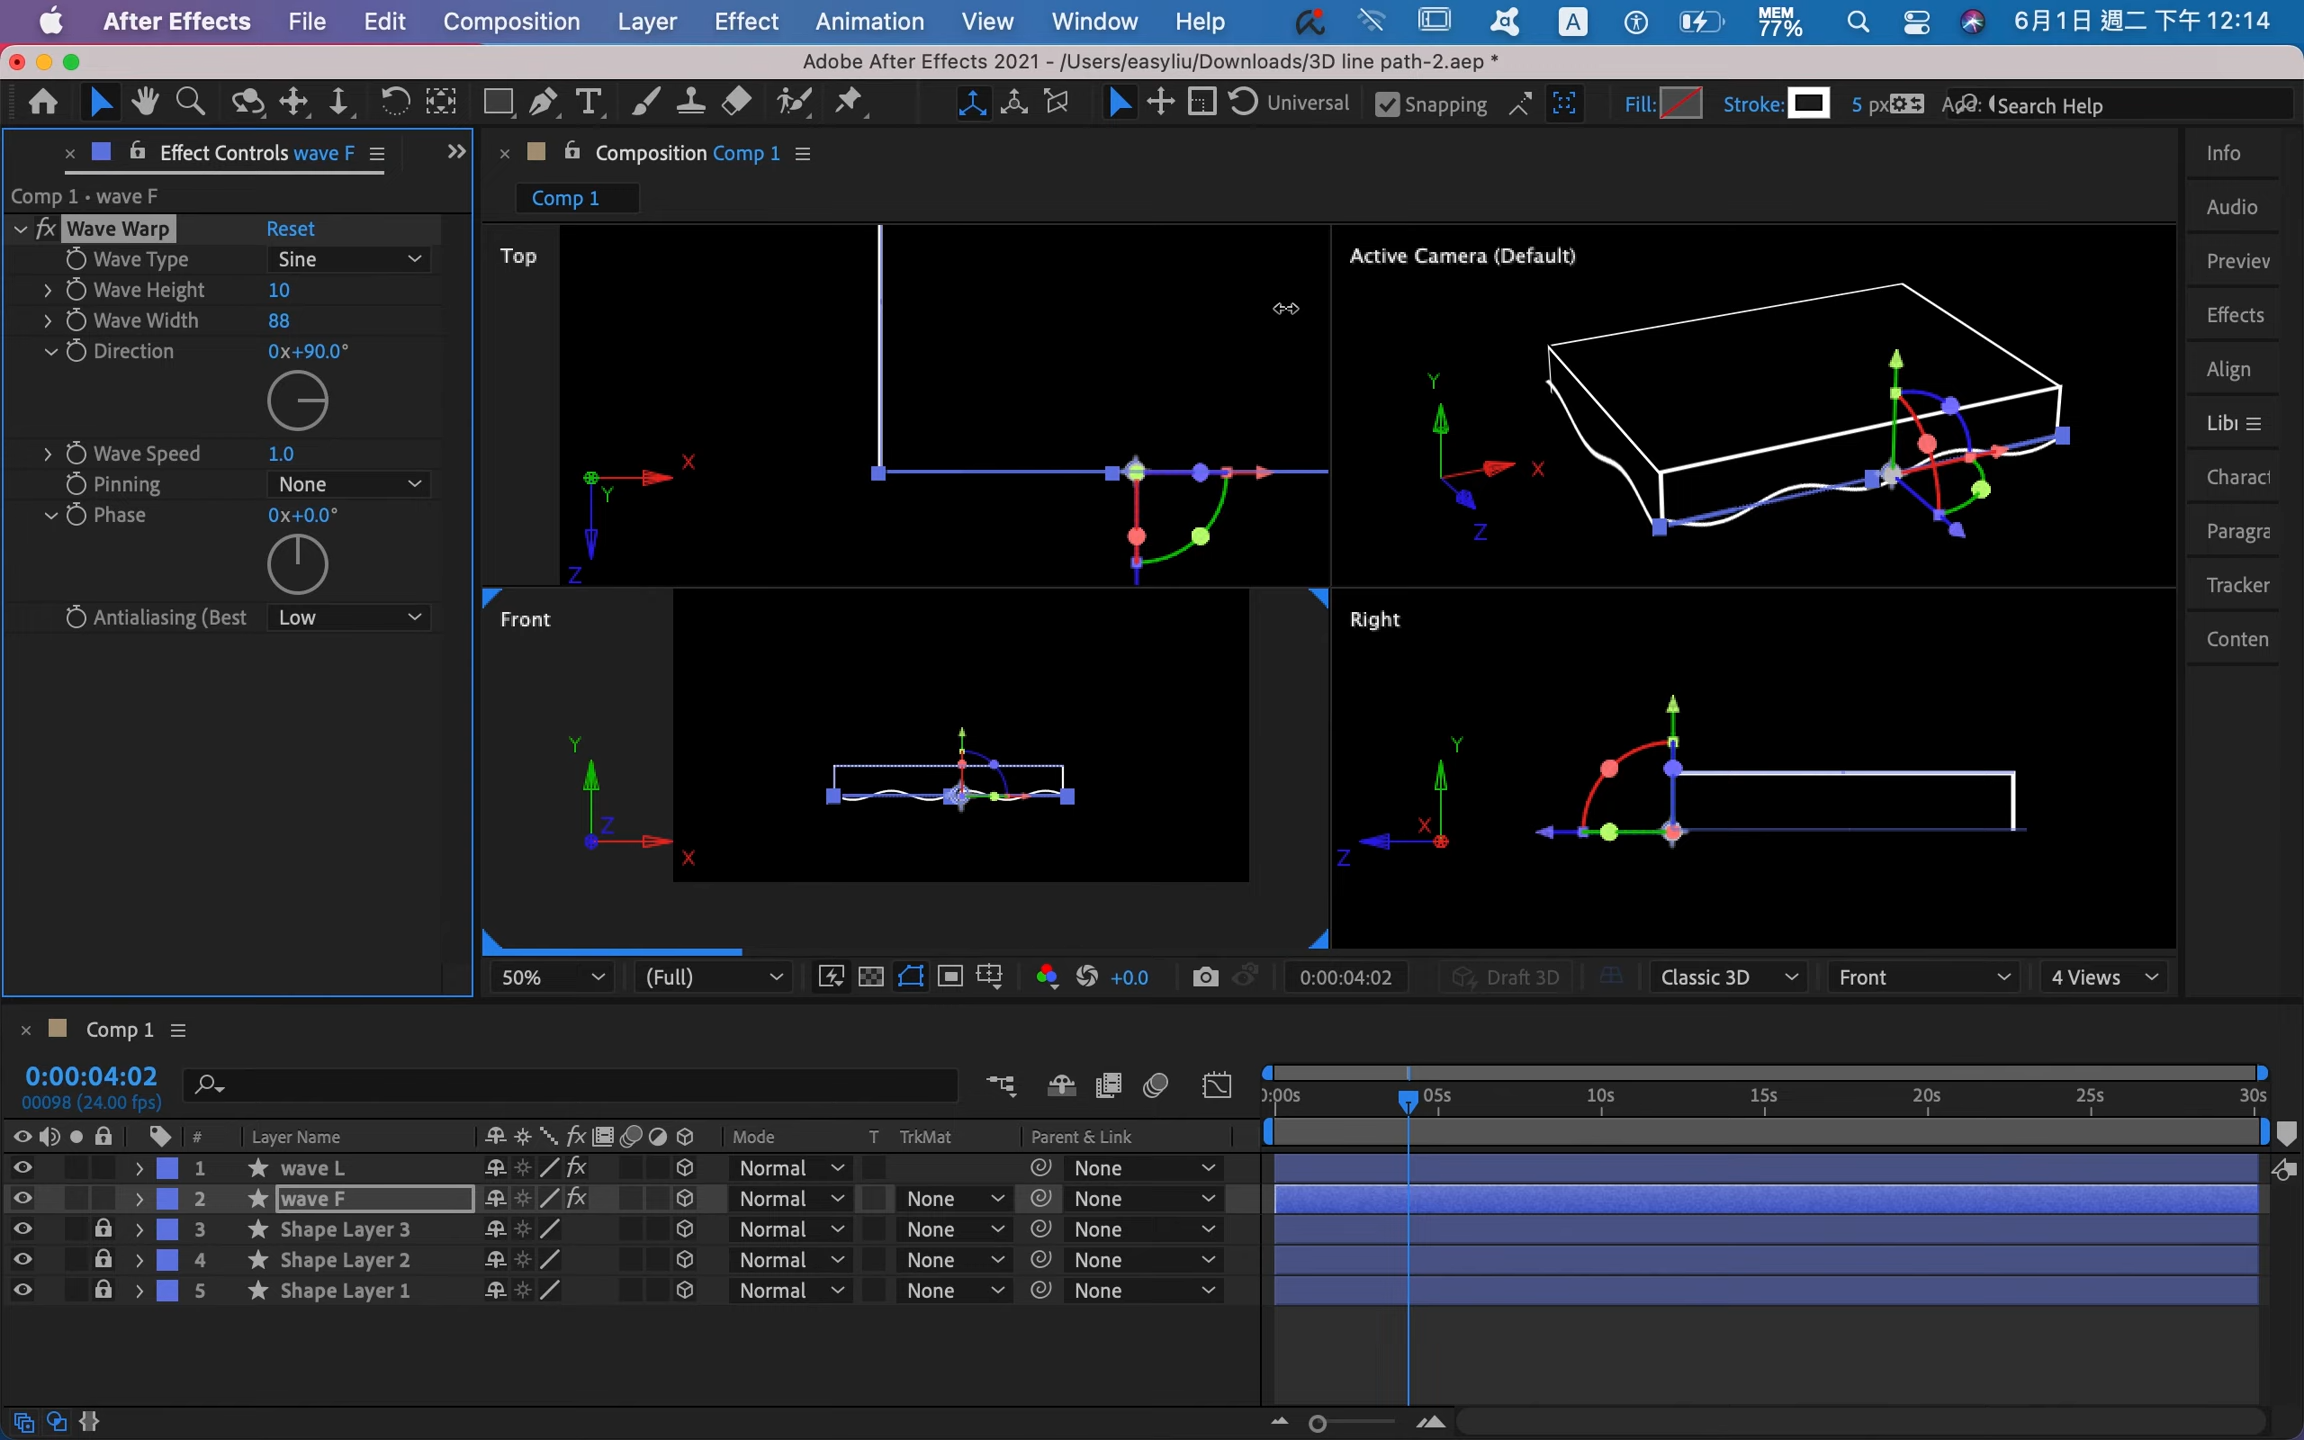 After Effects File Edit Composition Layer Effect Animation View Window Help A MEM 77% 6月1日 週二 下午 12:14
Adobe After Effects 2021 - /Users/easyliu/Downloads/3D line path-2.aep *
Universal Snapping Fill: Stroke: 5 px Add: Search Help
Effect Controls wave F
Comp 1 • wave F
fx Wave Warp Reset
Wave Type Sine
Wave Height 10
Wave Width 88
Direction 0x+90.0°
Wave Speed 1.0
Pinning None
Phase 0x+0.0°
Antialiasing (Best Low
Composition Comp 1
Comp 1
Top
X
Y
Z
Active Camera (Default)
Y
X
Z
Front
Y
Z
X
Right
Y
X
Z
50% (Full) +0.0 0:00:04:02 Draft 3D Classic 3D Front 4 Views
Info
Audio
Preview
Effects
Align
Libr
Charact
Paragra
Tracker
Conten
Comp 1
0:00:04:02
00098 (24.00 fps)
):00s 05s 10s 15s 20s 25s 30s
# Layer Name fx Mode T TrkMat Parent & Link
1 wave L fx Normal None
2 wave F fx Normal None None
3 Shape Layer 3 Normal None None
4 Shape Layer 2 Normal None None
5 Shape Layer 1 Normal None None